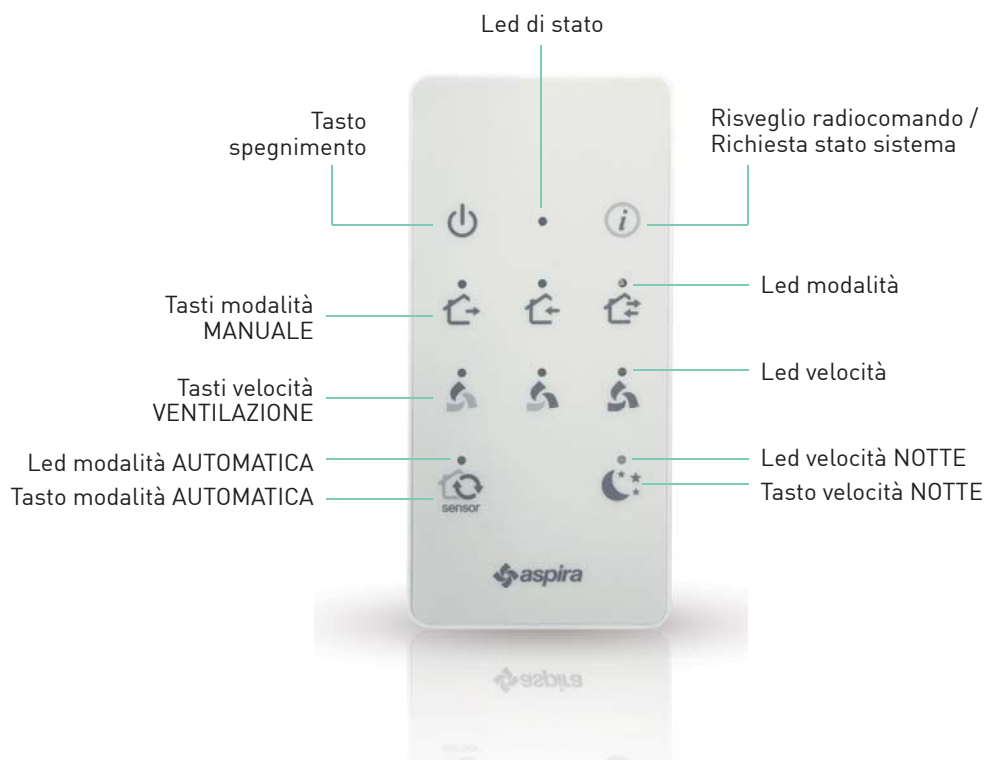 Led di stato
Tasto
spegnimento
Risveglio radiocomando /
Richiesta stato sistema
i
Tasti modalità
MANUALE
Led modalità
Tasti velocità
VENTILAZIONE
Led velocità
Led modalità AUTOMATICA
Tasto modalità AUTOMATICA
sensor
Led velocità NOTTE
Tasto velocità NOTTE
aspira